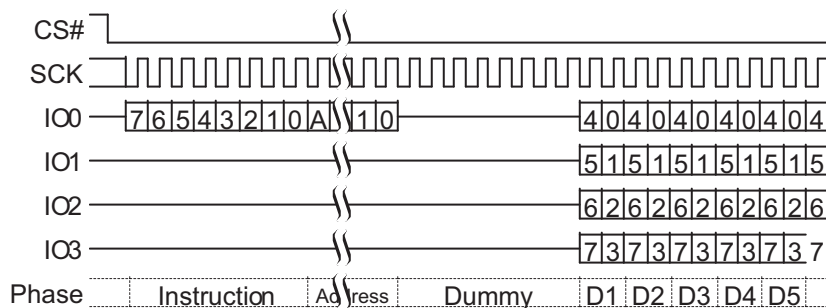 CS#
SCK
IO0 7 6 5 4 3 2 1 0 A 1 0 4 0 4 0 4 0 4 0 4 0 4
IO1 5 1 5 1 5 1 5 1 5 1 5
IO2 6 2 6 2 6 2 6 2 6 2 6
IO3 7 3 7 3 7 3 7 3 7 3 7
Phase Instruction Address Dummy D1 D2 D3 D4 D5